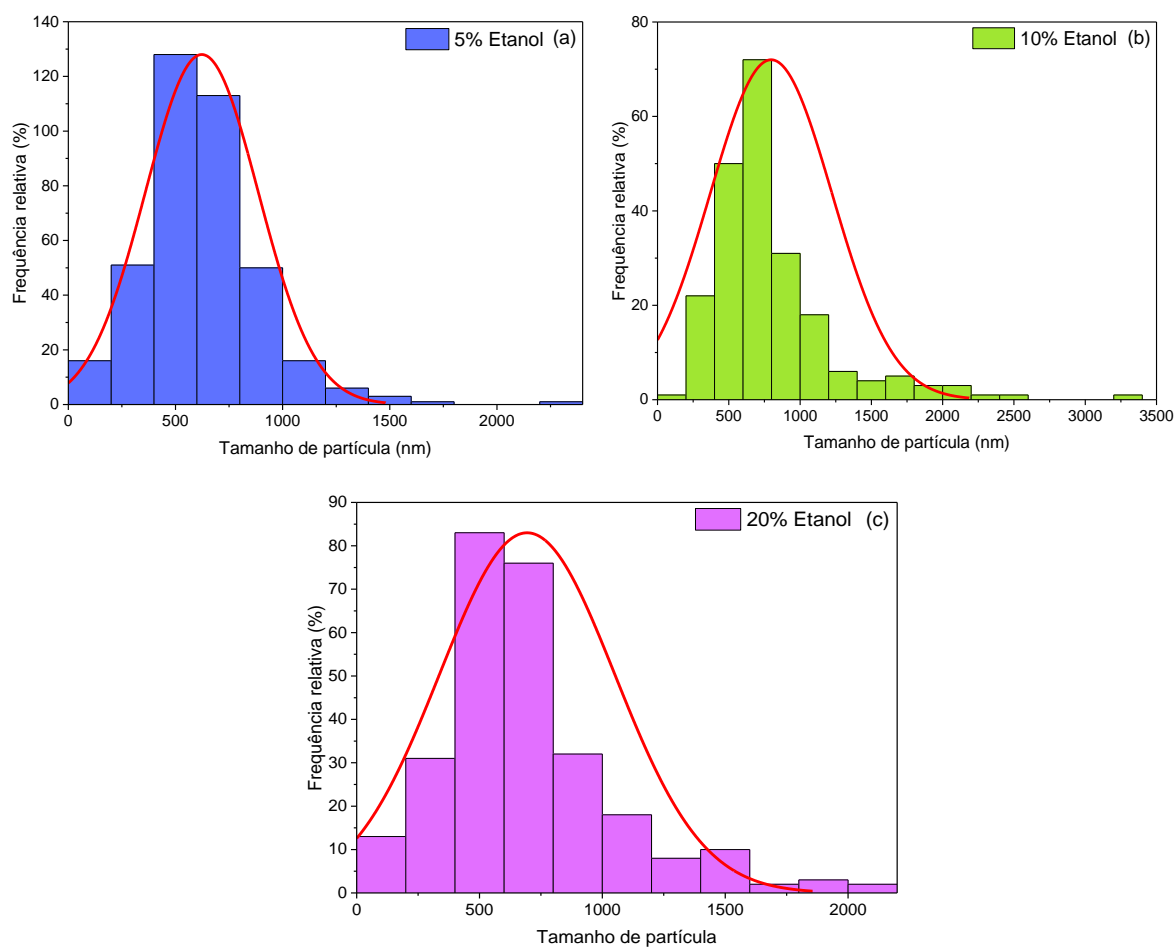 5% Etanol (a)
Frequência relativa (%)
140
120
100
80
60
40
20
0
0 500 1000 1500 2000
Tamanho de partícula (nm)
10% Etanol (b)
Frequência relativa (%)
80
60
40
20
0
0 500 1000 1500 2000 2500 3000 3500
Tamanho de partícula (nm)
20% Etanol (c)
Frequência relativa (%)
90
80
70
60
50
40
30
20
10
0
0 500 1000 1500 2000
Tamanho de partícula